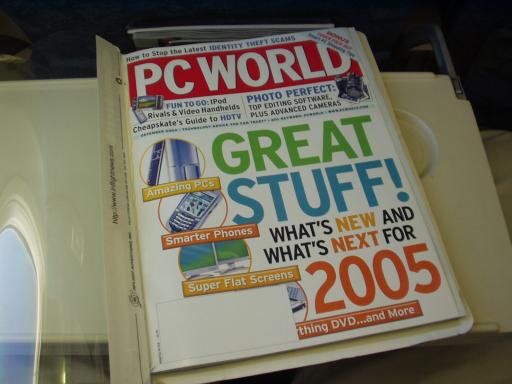 How to Stop the Latest IDENTITY THEFT SCAMS
BONUS
PC WORLD
FUN TO GO: iPod
Rivals & Video Handhelds
Cheapskate's Guide to HDTV
PHOTO PERFECT:
TOP EDITING SOFTWARE,
PLUS ADVANCED CAMERAS
GREAT
STUFF!
WHAT'S NEW AND
WHAT'S NEXT FOR
2005
Amazing PCs
Smarter Phones
Super Flat Screens
thing DVD...and More